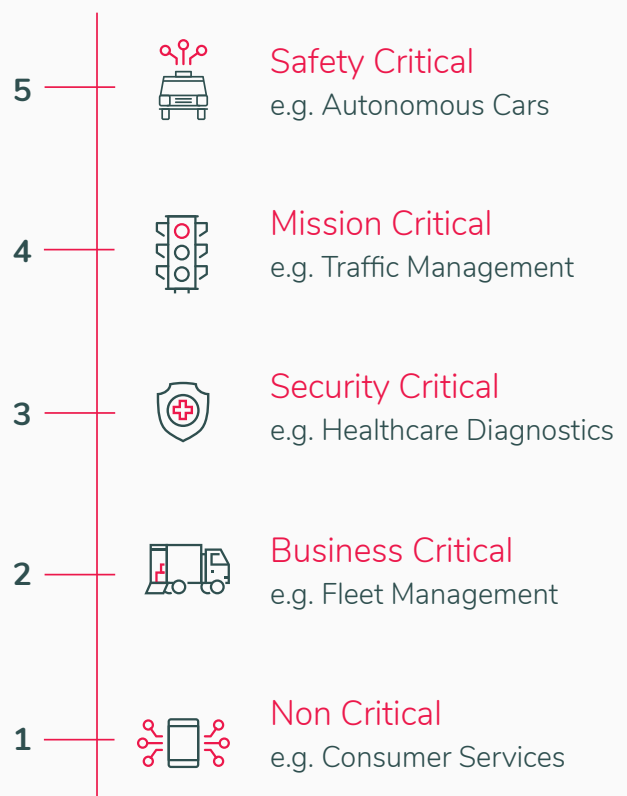 5
Safety Critical
e.g. Autonomous Cars
4
Mission Critical
e.g. Traffic Management
3
Security Critical
e.g. Healthcare Diagnostics
2
Business Critical
e.g. Fleet Management
1
Non Critical
e.g. Consumer Services